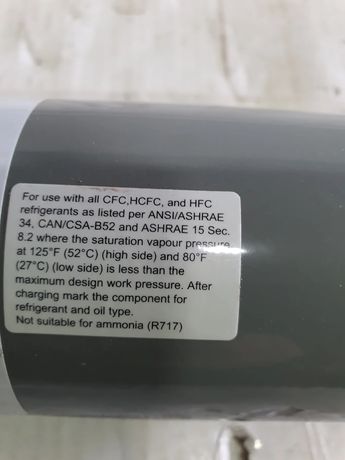 For use with all CFC,HCFC, and HFC
refrigerants as listed per ANSI/ASHRAE
34, CAN/CSA-B52 and ASHRAE 15 Sec.
8.2 where the saturation vapour pressure
at 125°F (52°C) (high side) and 80°F
(27°C) (low side) is less than the
maximum design work pressure. After
charging mark the component for
refrigerant and oil type.
Not suitable for ammonia (R717)